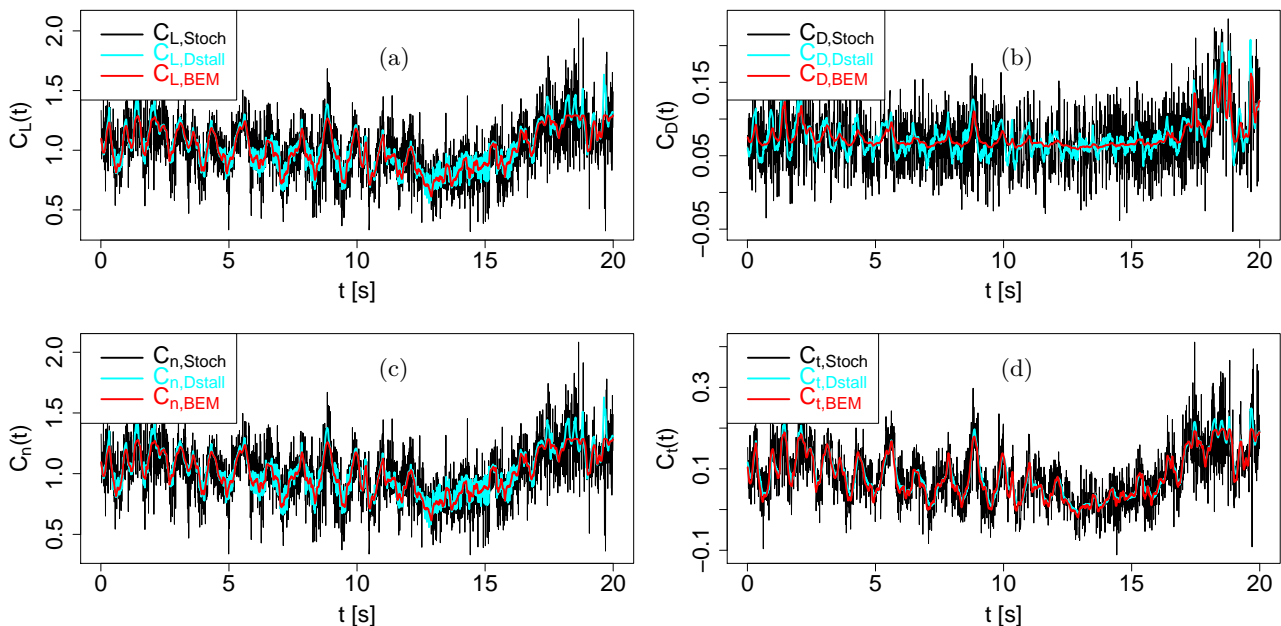 C_L,Stoch
C_L,Dstall
C_L,BEM
(a)
C_L(t)
2.0
1.5
1.0
0.5
0 5 10 15 20
t [s]
C_D,Stoch
C_D,Dstall
C_D,BEM
(b)
C_D(t)
0.15
0.05
−0.05
0 5 10 15 20
t [s]
C_n,Stoch
C_n,Dstall
C_n,BEM
(c)
C_n(t)
2.0
1.5
1.0
0.5
0 5 10 15 20
t [s]
C_t,Stoch
C_t,Dstall
C_t,BEM
(d)
C_t(t)
0.3
0.1
−0.1
0 5 10 15 20
t [s]